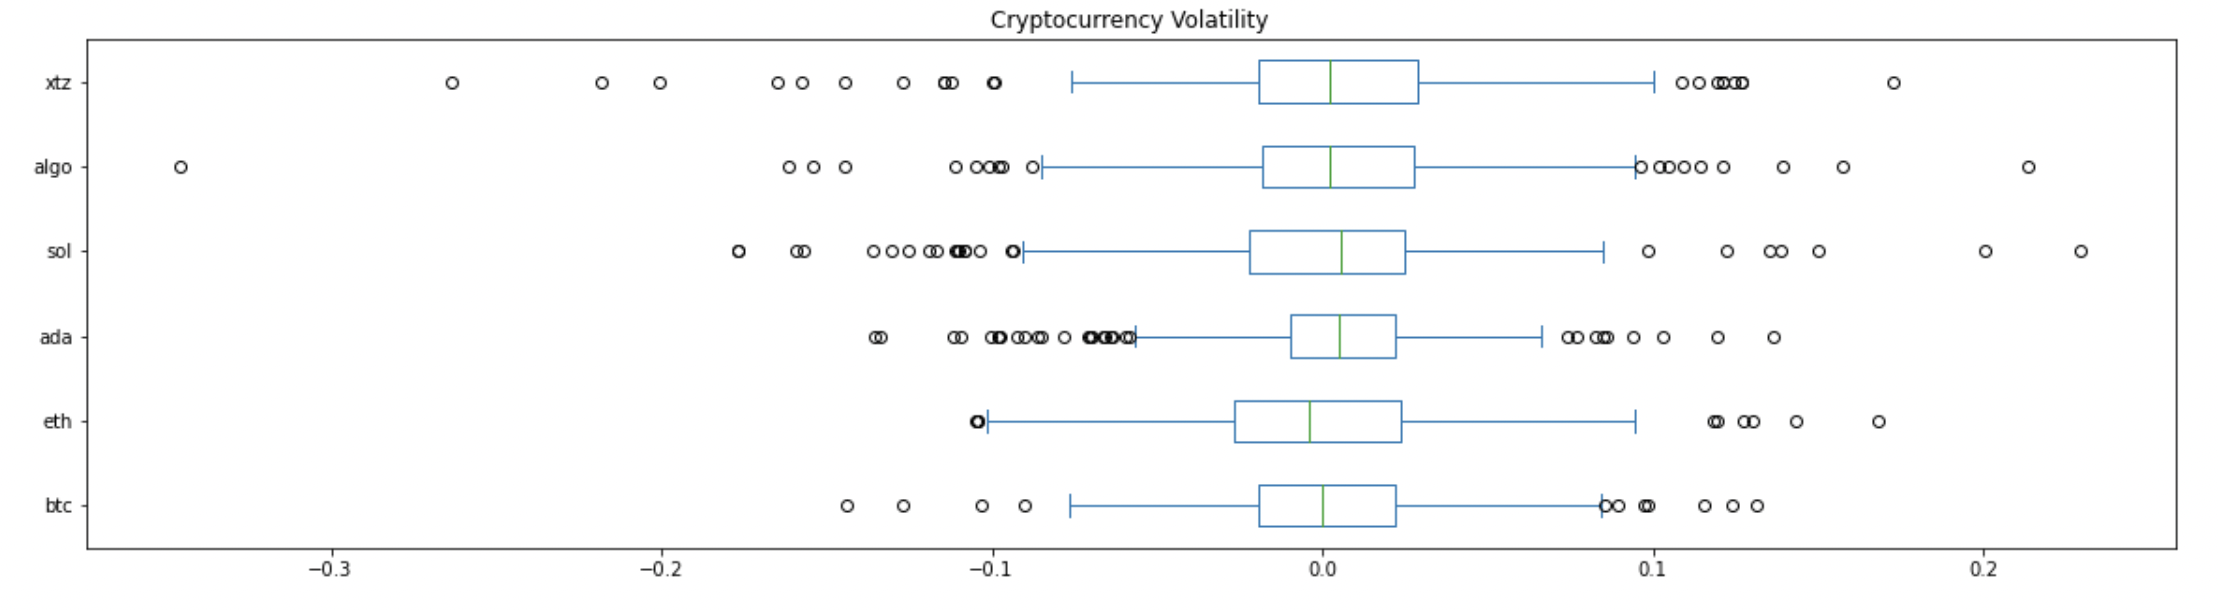 Cryptocurrency Volatility
xtz
algo
sol
ada
eth
btc
−0.3 −0.2 −0.1 0.0 0.1 0.2